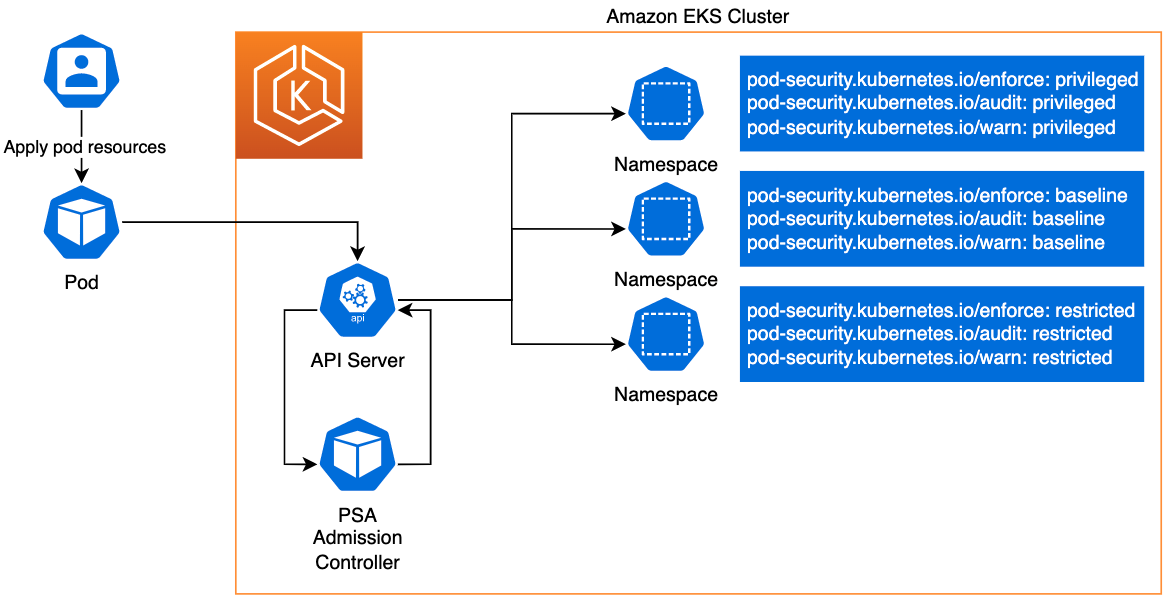 Amazon EKS Cluster
K
Apply pod resources
Pod
api
API Server
PSA
Admission
Controller
Namespace
pod-security.kubernetes.io/enforce: privileged
pod-security.kubernetes.io/audit: privileged
pod-security.kubernetes.io/warn: privileged
Namespace
pod-security.kubernetes.io/enforce: baseline
pod-security.kubernetes.io/audit: baseline
pod-security.kubernetes.io/warn: baseline
Namespace
pod-security.kubernetes.io/enforce: restricted
pod-security.kubernetes.io/audit: restricted
pod-security.kubernetes.io/warn: restricted